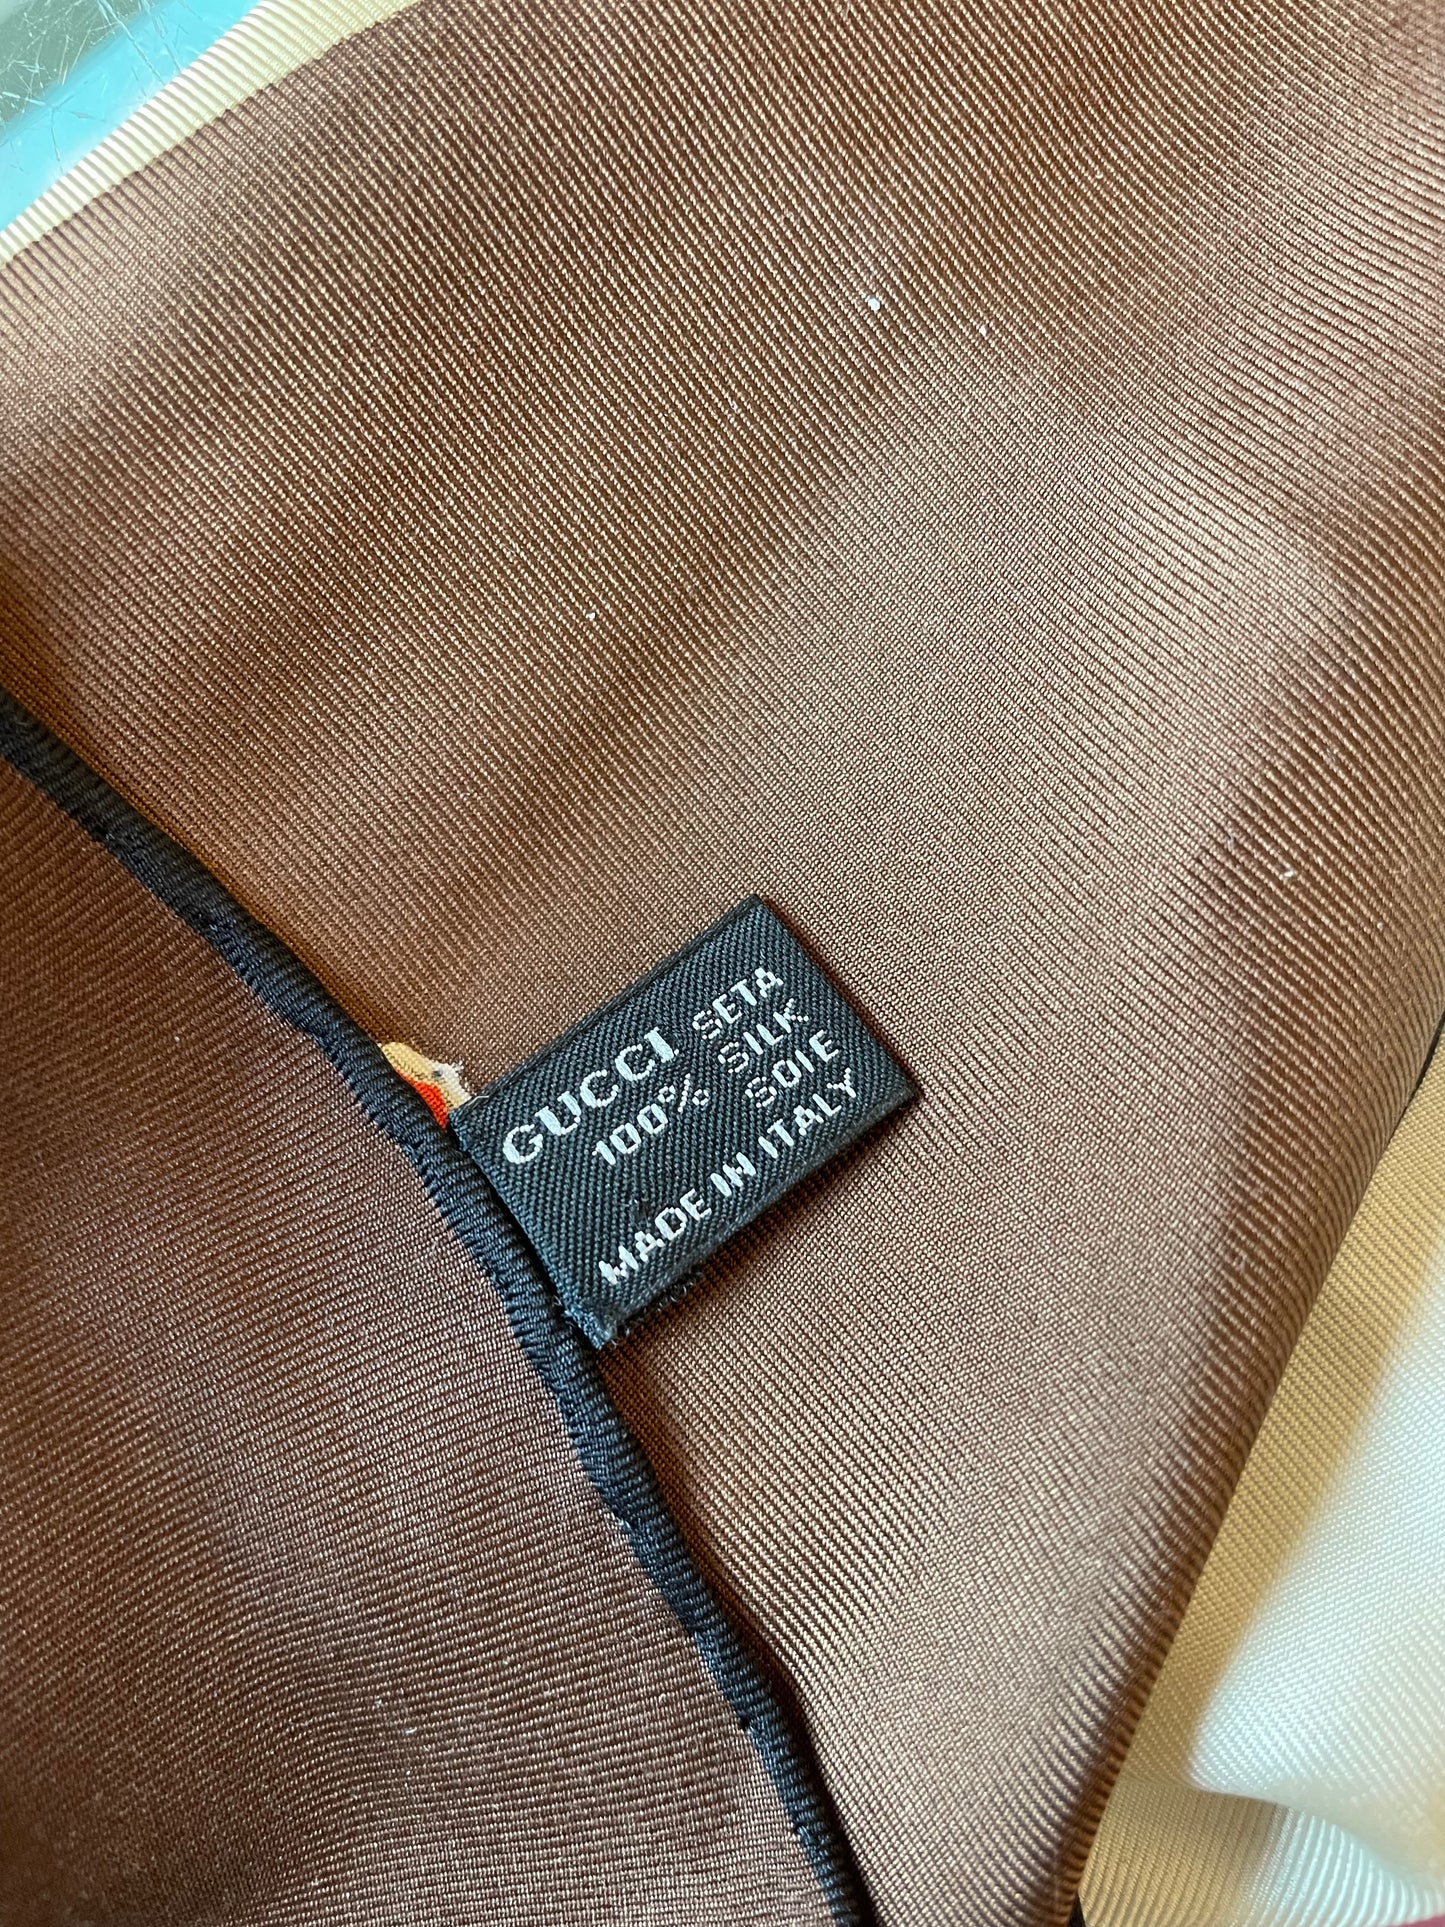 GUCCI
SETA
100% SILK
SOIE
MADE IN ITALY